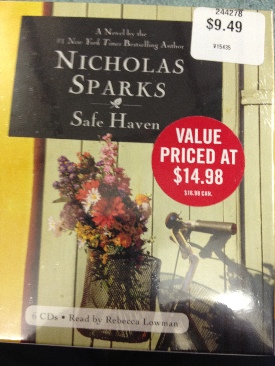 244278
$9.49
V15435
A Novel by the
#1 New York Times Bestselling Author
NICHOLAS
SPARKS
Safe Haven
VALUE
PRICED AT
$14.98
$16.98 CAN.
6 CDs • Read by Rebecca Lowman